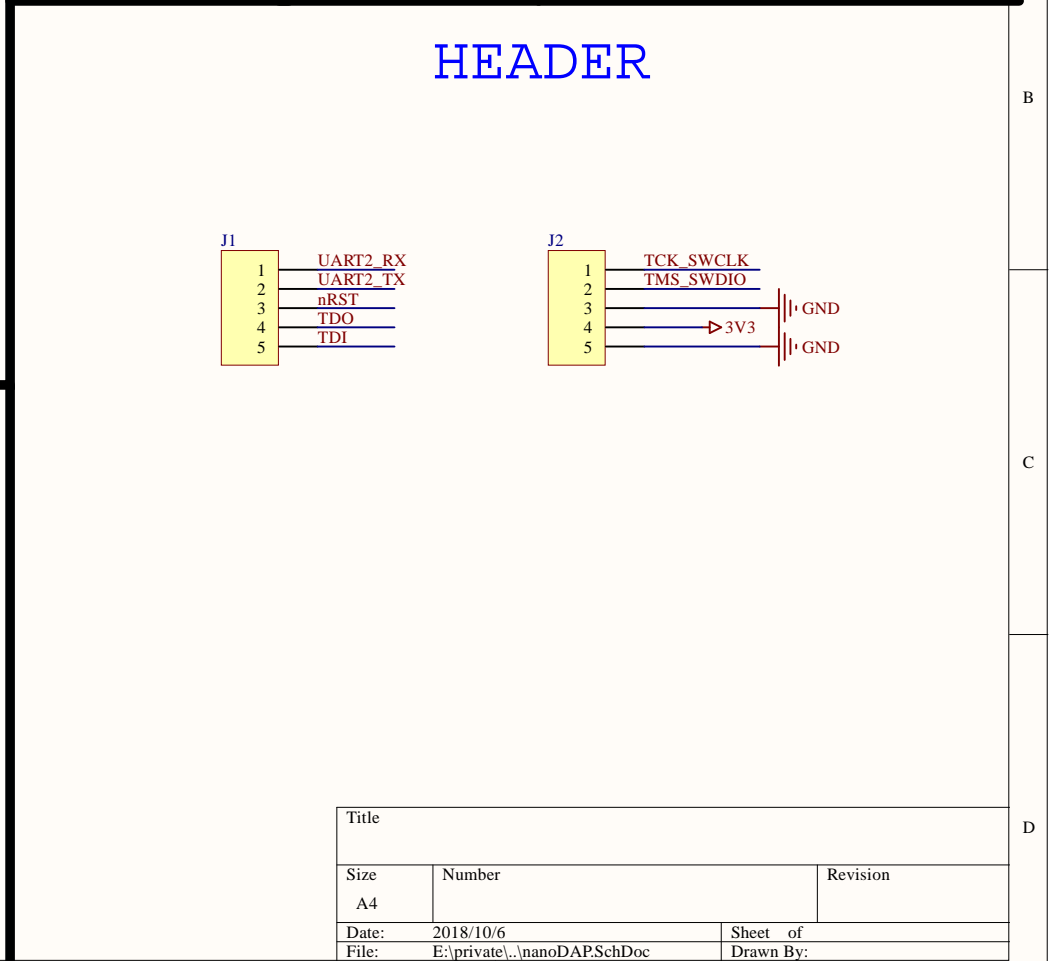 HEADER
B
J1
1 UART2_RX
2 UART2_TX
3 nRST
4 TDO
5 TDI
J2
1 TCK_SWCLK
2 TMS_SWDIO
3 GND
4 3V3
5 GND
C
D
Title
Size Number Revision
A4
Date: 2018/10/6 Sheet of
File: E:\private\..\nanoDAP.SchDoc Drawn By: